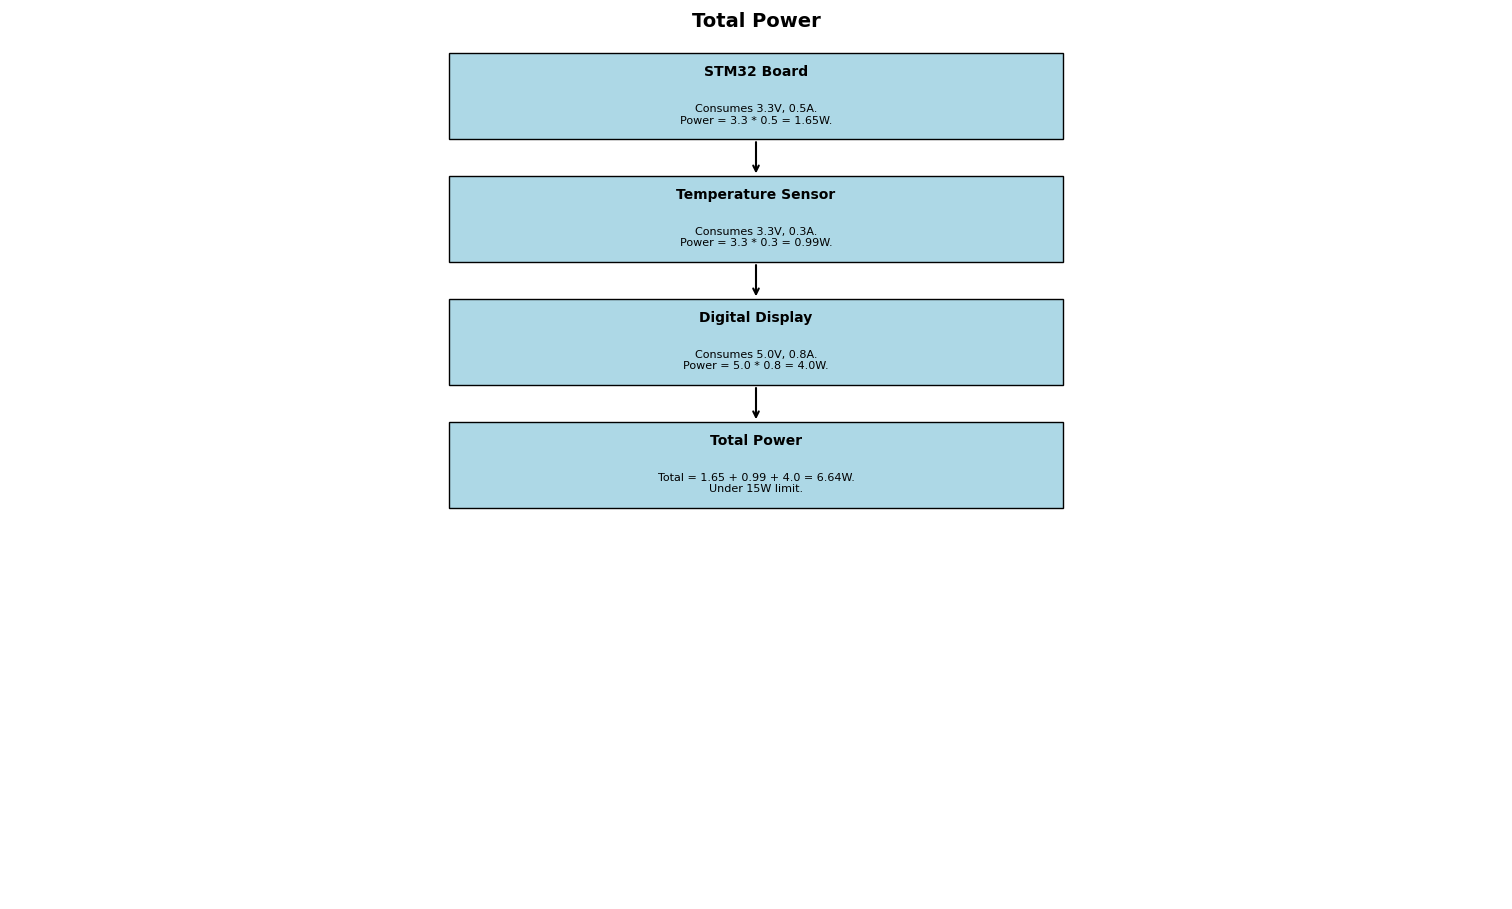 Total Power
STM32 Board
Consumes 3.3V, 0.5A.
Power = 3.3 * 0.5 = 1.65W.
Temperature Sensor
Consumes 3.3V, 0.3A.
Power = 3.3 * 0.3 = 0.99W.
Digital Display
Consumes 5.0V, 0.8A.
Power = 5.0 * 0.8 = 4.0W.
Total Power
Total = 1.65 + 0.99 + 4.0 = 6.64W.
Under 15W limit.